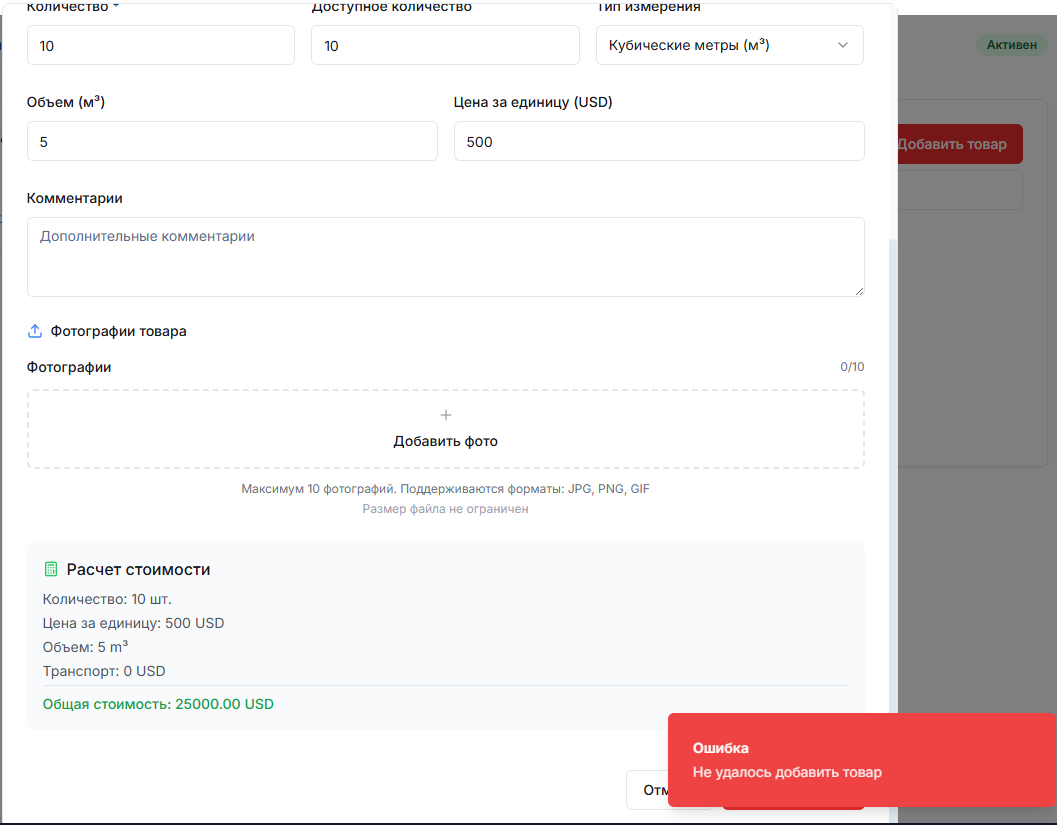 Количество *
Доступное количество
Тип измерения
10
10
Кубические метры (м³)
Активен
Объем (м³)
Цена за единицу (USD)
5
500
Добавить товар
Комментарии
Дополнительные комментарии
Фотографии товара
Фотографии
0/10
Добавить фото
Максимум 10 фотографий. Поддерживаются форматы: JPG, PNG, GIF
Размер файла не ограничен
Расчет стоимости
Количество: 10 шт.
Цена за единицу: 500 USD
Объем: 5 m³
Транспорт: 0 USD
Общая стоимость: 25000.00 USD
Ошибка
Не удалось добавить товар